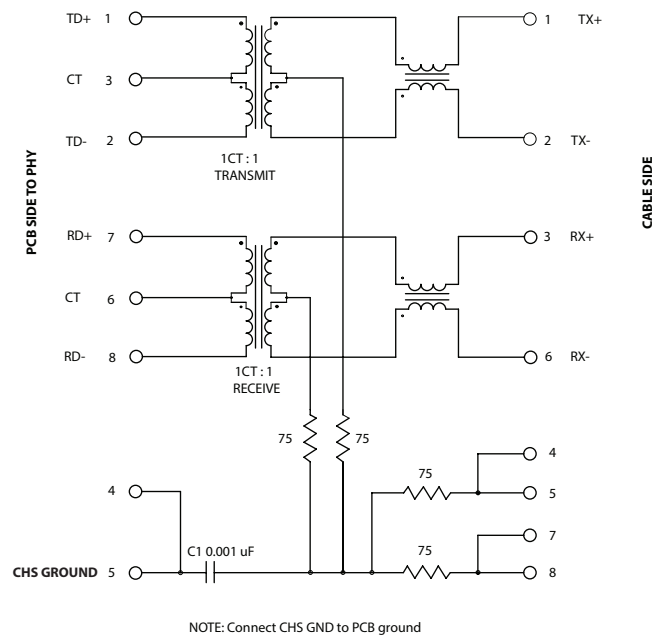 TD+ 1
1 TX+
CT 3
TD- 2
2 TX-
1CT : 1
TRANSMIT
PCB SIDE TO PHY
CABLE SIDE
RD+ 7
3 RX+
CT 6
RD- 8
6 RX-
1CT : 1
RECEIVE
75
75
4
75
5
4
7
C1 0.001 uF
75
CHS GROUND 5
8
NOTE: Connect CHS GND to PCB ground